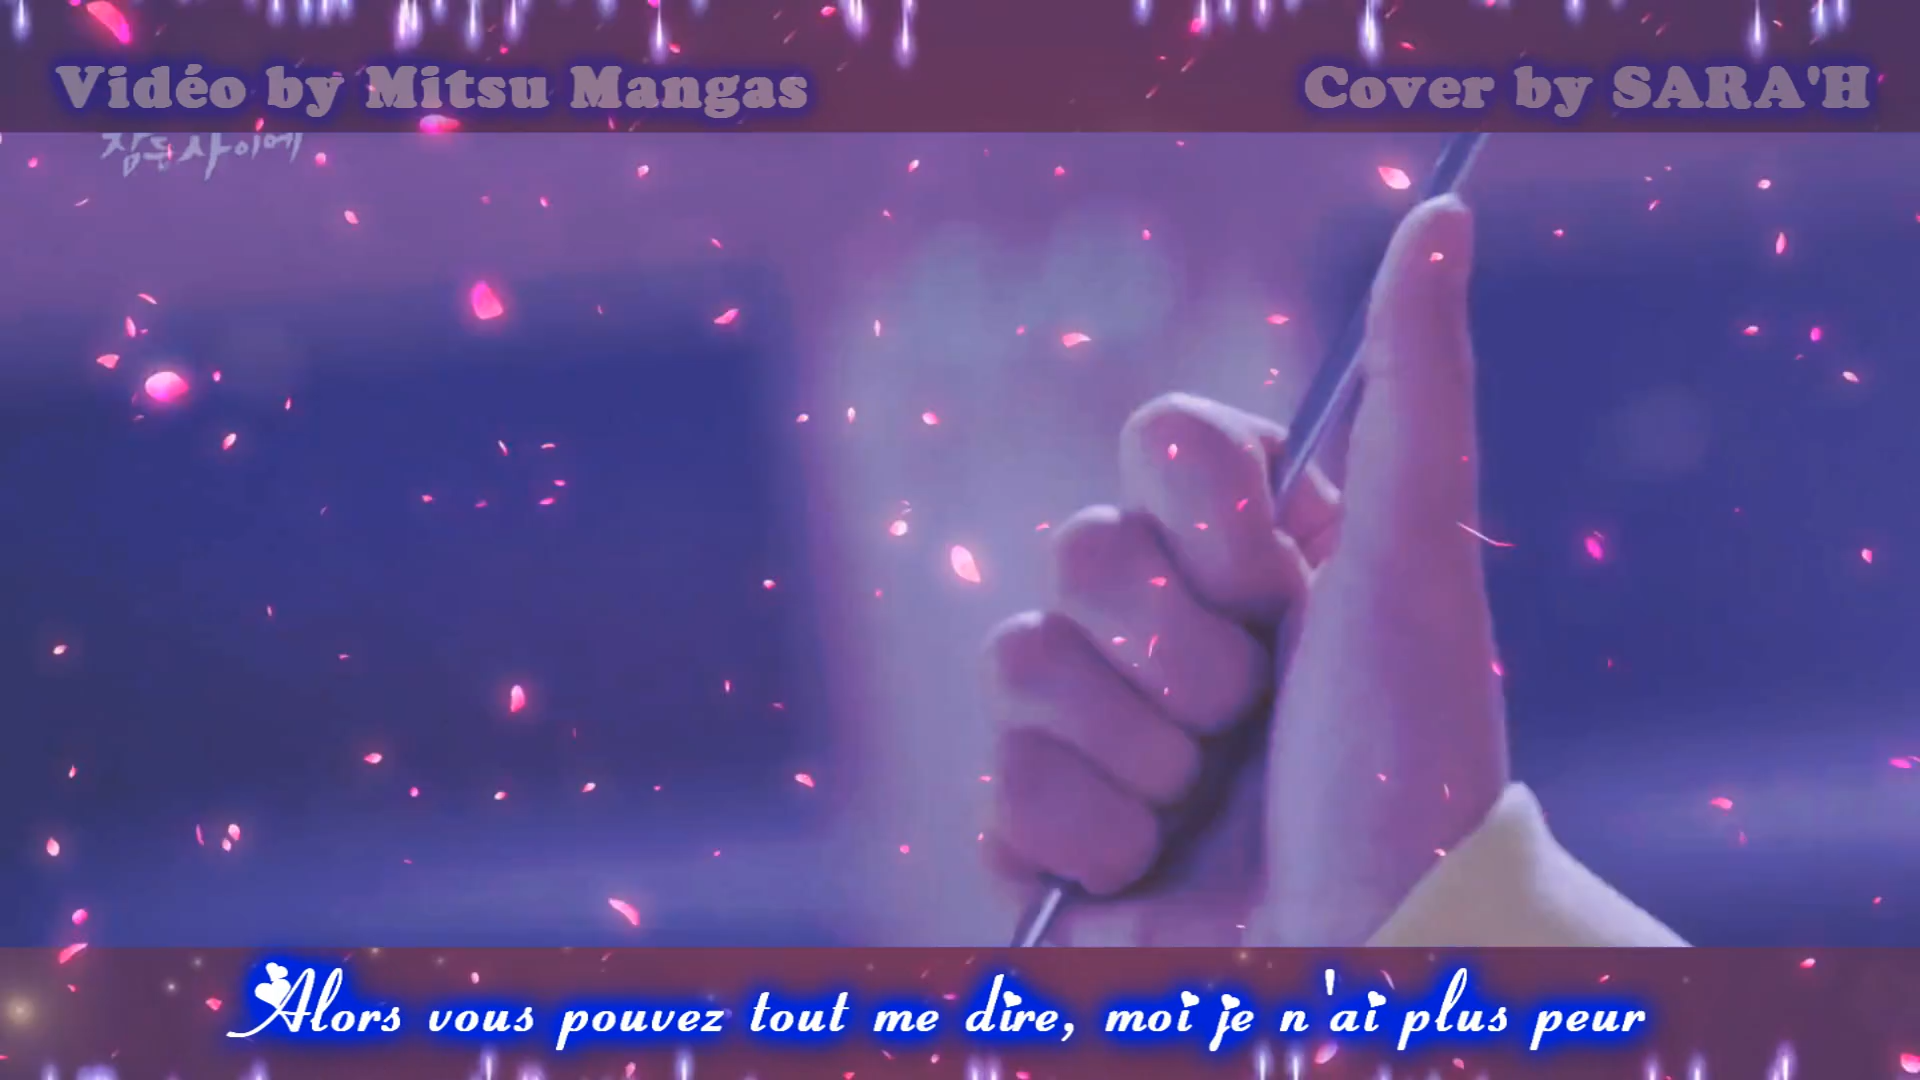 Vidéo by Mitsu Mangas
Cover by SARA'H
잠든 사이에
Alors vous pouvez tout me dire, moi je n'ai plus peur